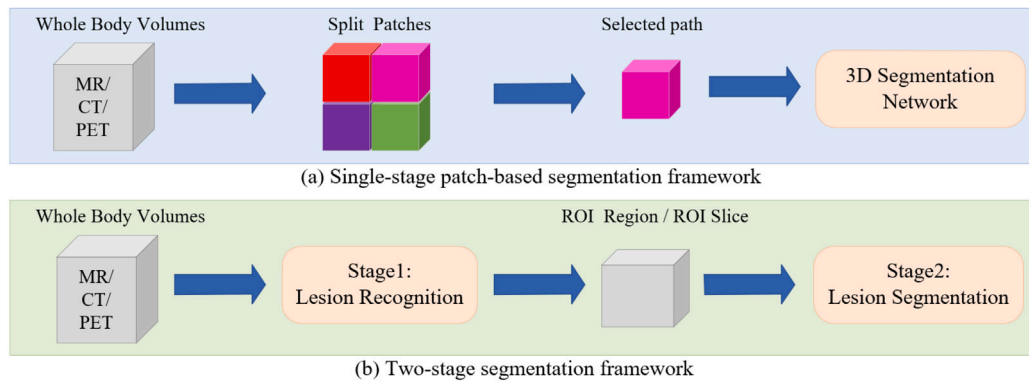 Whole Body Volumes
Split Patches
Selected path
MR/
CT/
PET
3D Segmentation
Network
(a) Single-stage patch-based segmentation framework
Whole Body Volumes
ROI Region / ROI Slice
MR/
CT/
PET
Stage1:
Lesion Recognition
Stage2:
Lesion Segmentation
(b) Two-stage segmentation framework